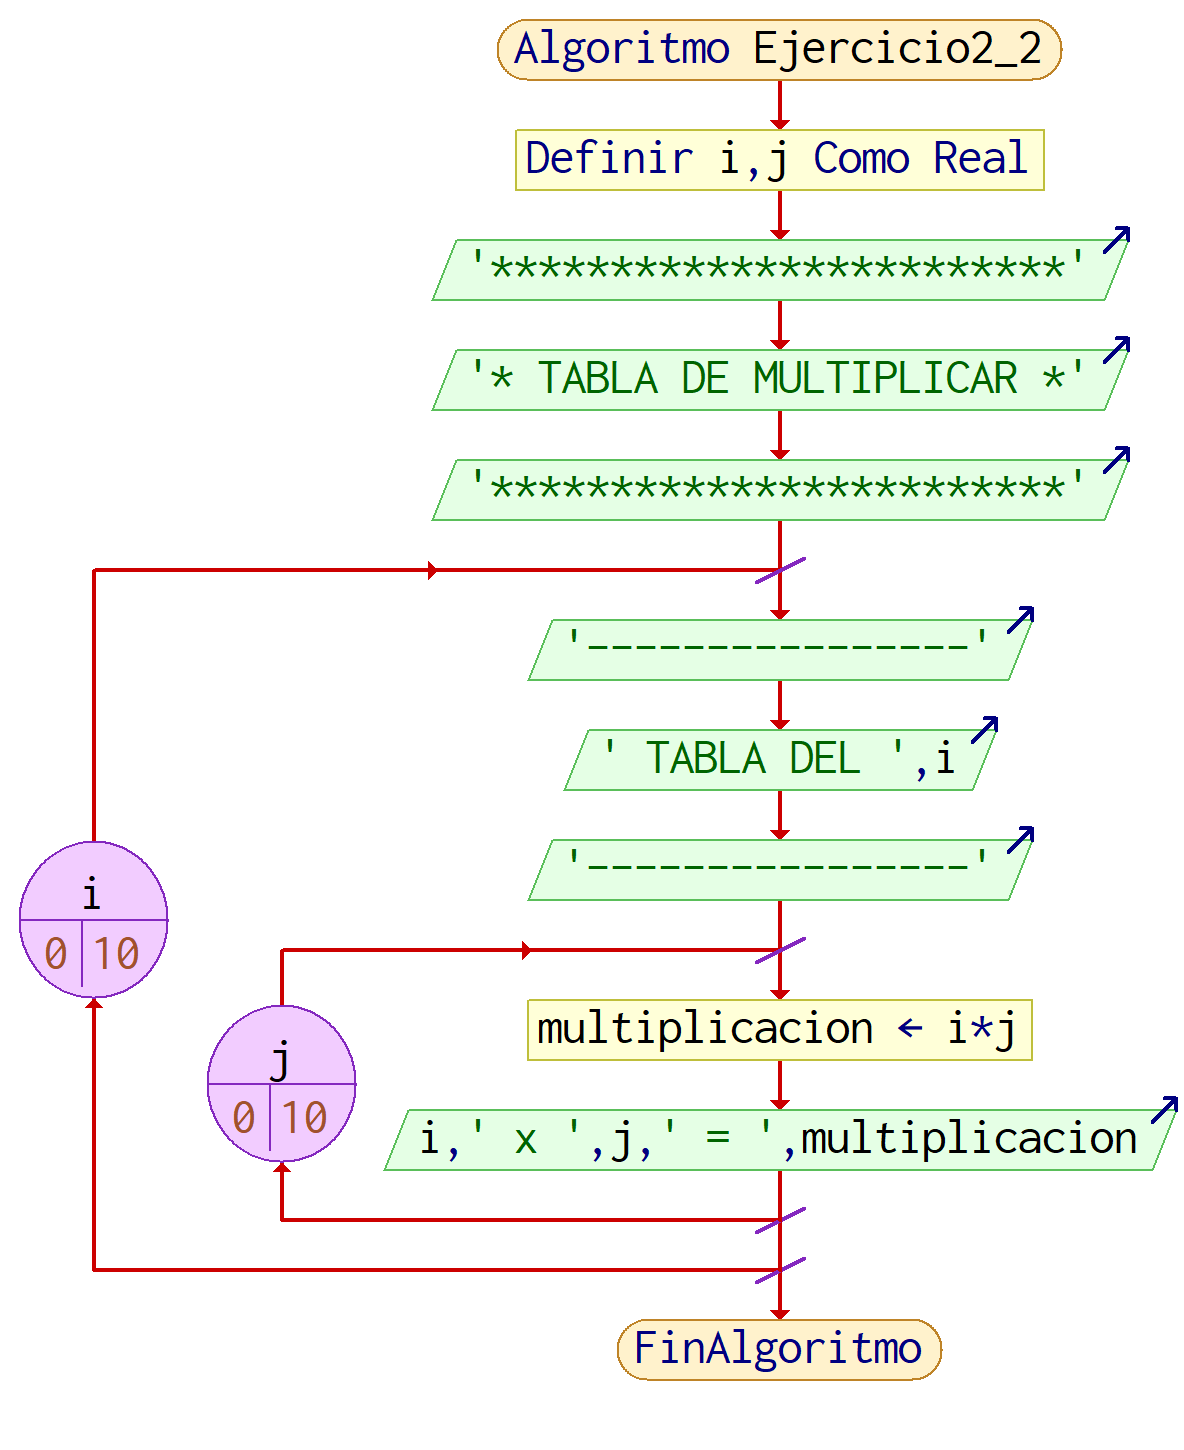 Algoritmo Ejercicio2_2
Definir i,j Como Real
'************************'
'* TABLA DE MULTIPLICAR *'
'************************'
'----------------'
' TABLA DEL ',i
'----------------'
i
0 10
j
0 10
multiplicacion ← i*j
i,' x ',j,' = ',multiplicacion
FinAlgoritmo